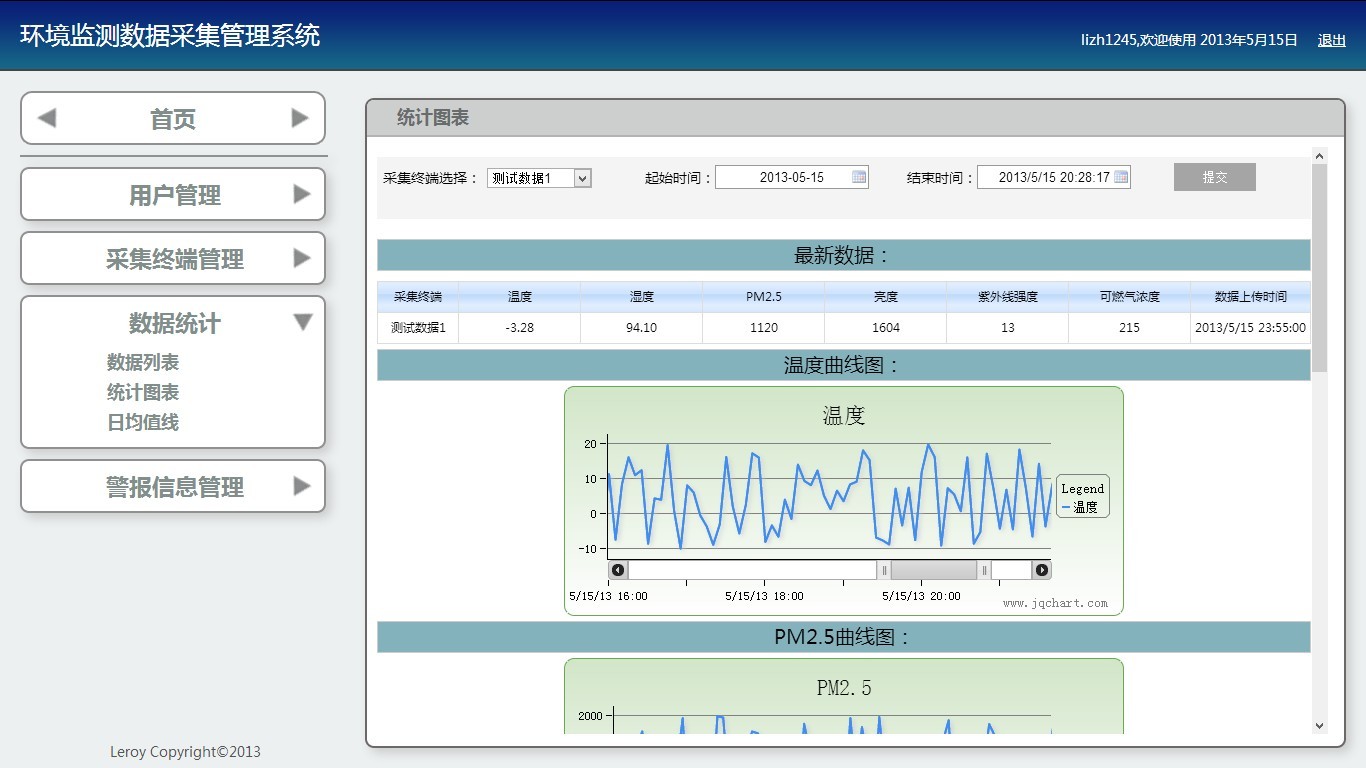 环境监测数据采集管理系统
lizh1245,欢迎使用 2013年5月15日 退出
首页
用户管理
采集终端管理
数据统计
数据列表
统计图表
日均值线
警报信息管理
Leroy Copyright©2013
统计图表
采集终端选择： 测试数据1 起始时间： 2013-05-15 结束时间： 2013/5/15 20:28:17 提交
最新数据：
采集终端 温度 湿度 PM2.5 亮度 紫外线强度 可燃气浓度 数据上传时间
测试数据1 -3.28 94.10 1120 1604 13 215 2013/5/15 23:55:00
温度曲线图：
温度
20
10
0
-10
Legend
温度
5/15/13 16:00 5/15/13 18:00 5/15/13 20:00
www.jqchart.com
PM2.5曲线图：
PM2.5
2000